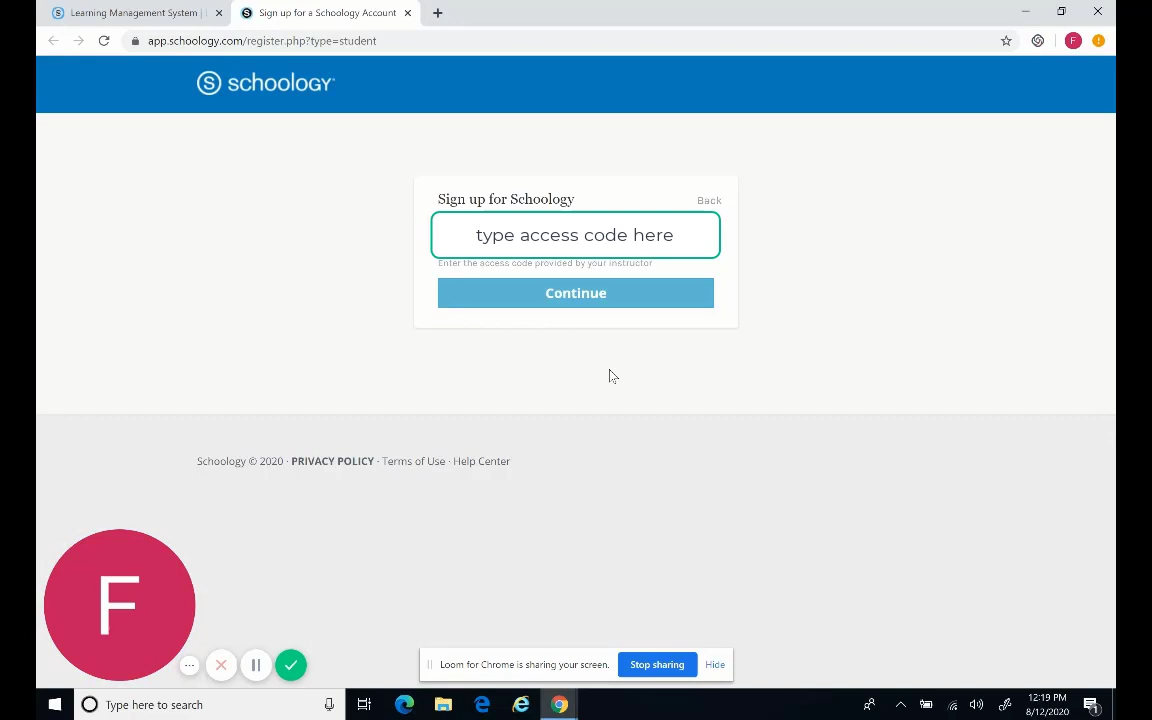 Learning Management System |
Sign up for a Schoology Account
app.schoology.com/register.php?type=student
F
S schoology
Sign up for Schoology
Back
type access code here
Enter the access code provided by your instructor
Continue
Schoology © 2020 · PRIVACY POLICY · Terms of Use · Help Center
F
Loom for Chrome is sharing your screen.
Stop sharing
Hide
Type here to search
12:19 PM
8/12/2020
1